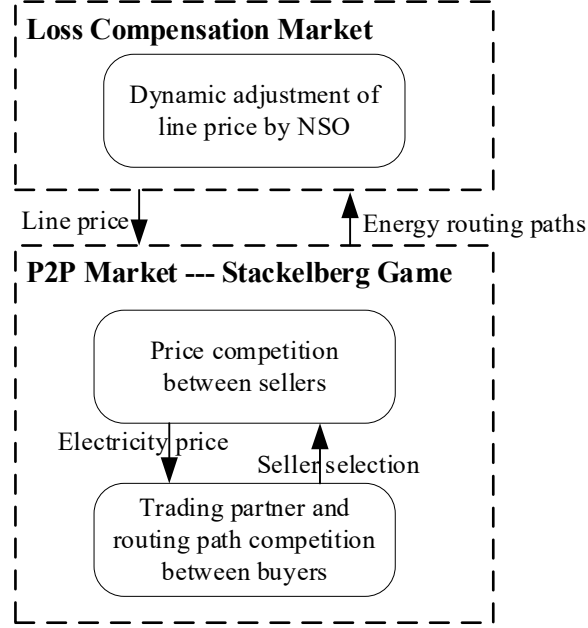 Loss Compensation Market
Dynamic adjustment of
line price by NSO
Line price
Energy routing paths
P2P Market --- Stackelberg Game
Price competition
between sellers
Electricity price
Seller selection
Trading partner and
routing path competition
between buyers